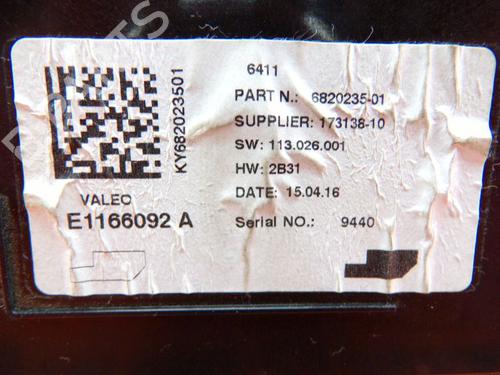 6411
PART N.: 6820235-01
SUPPLIER: 173138-10
SW: 113.026.001
HW: 2B31
DATE: 15.04.16
Serial NO.: 9440
KY682023501
VALEO
E1166092 A